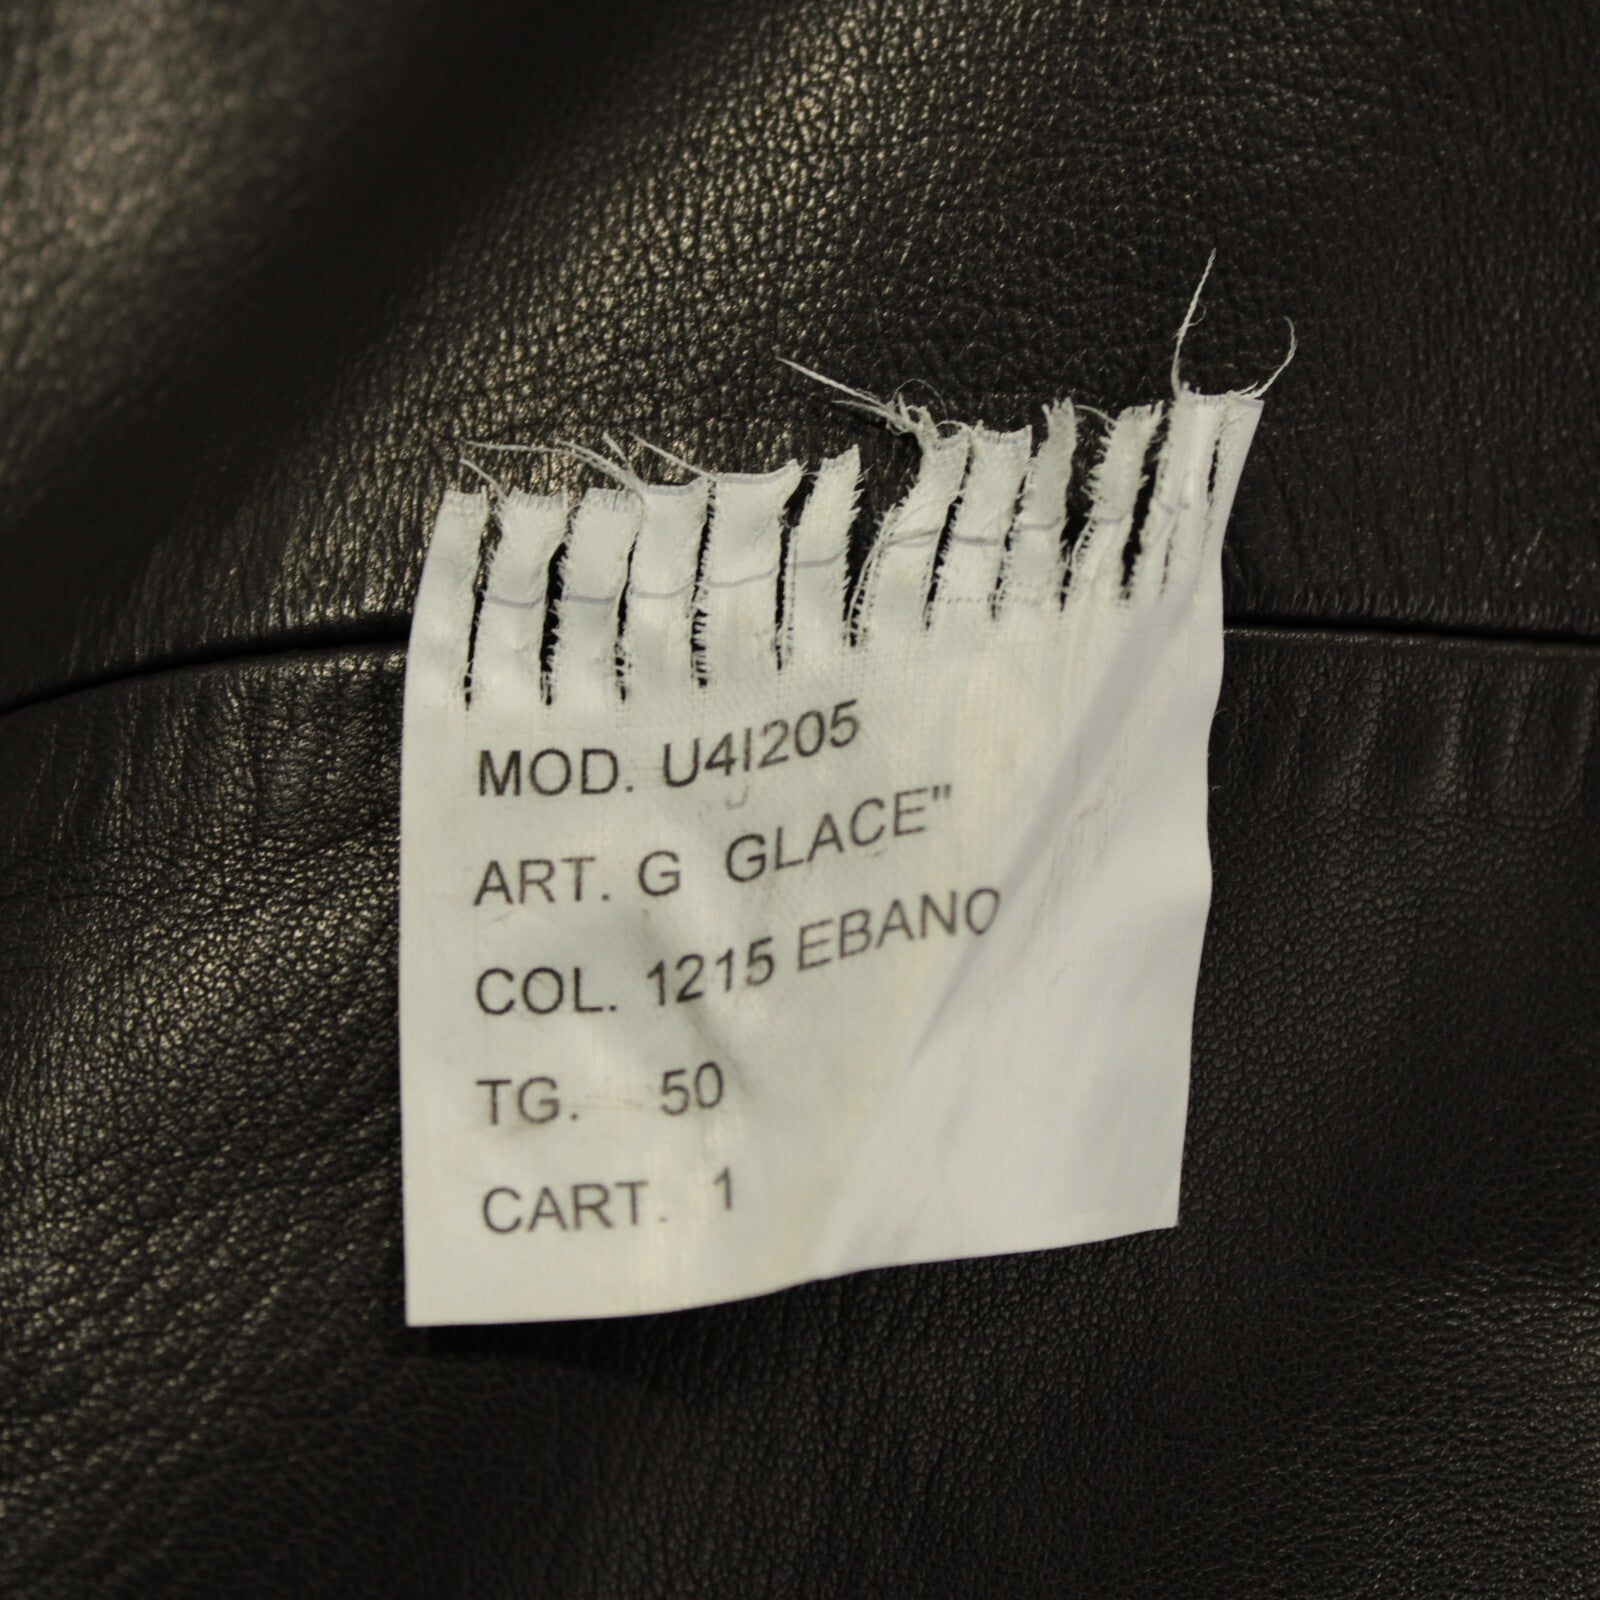 MOD. U4I205
ART. G GLACE"
COL. 1215 EBANO
TG. 50
CART. 1